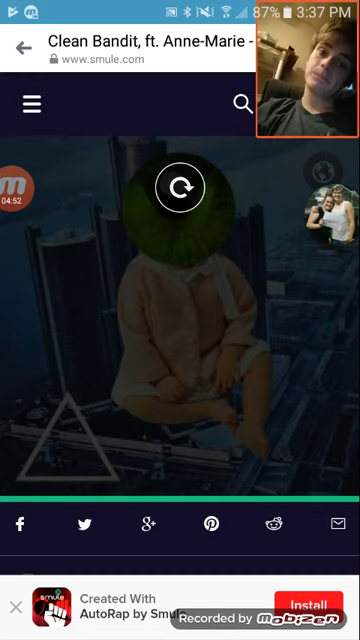 87% 3:37 PM
Clean Bandit, ft. Anne-Marie -
www.smule.com
04:52
Created With
AutoRap by Smule
smule
Install
Recorded by mobizen